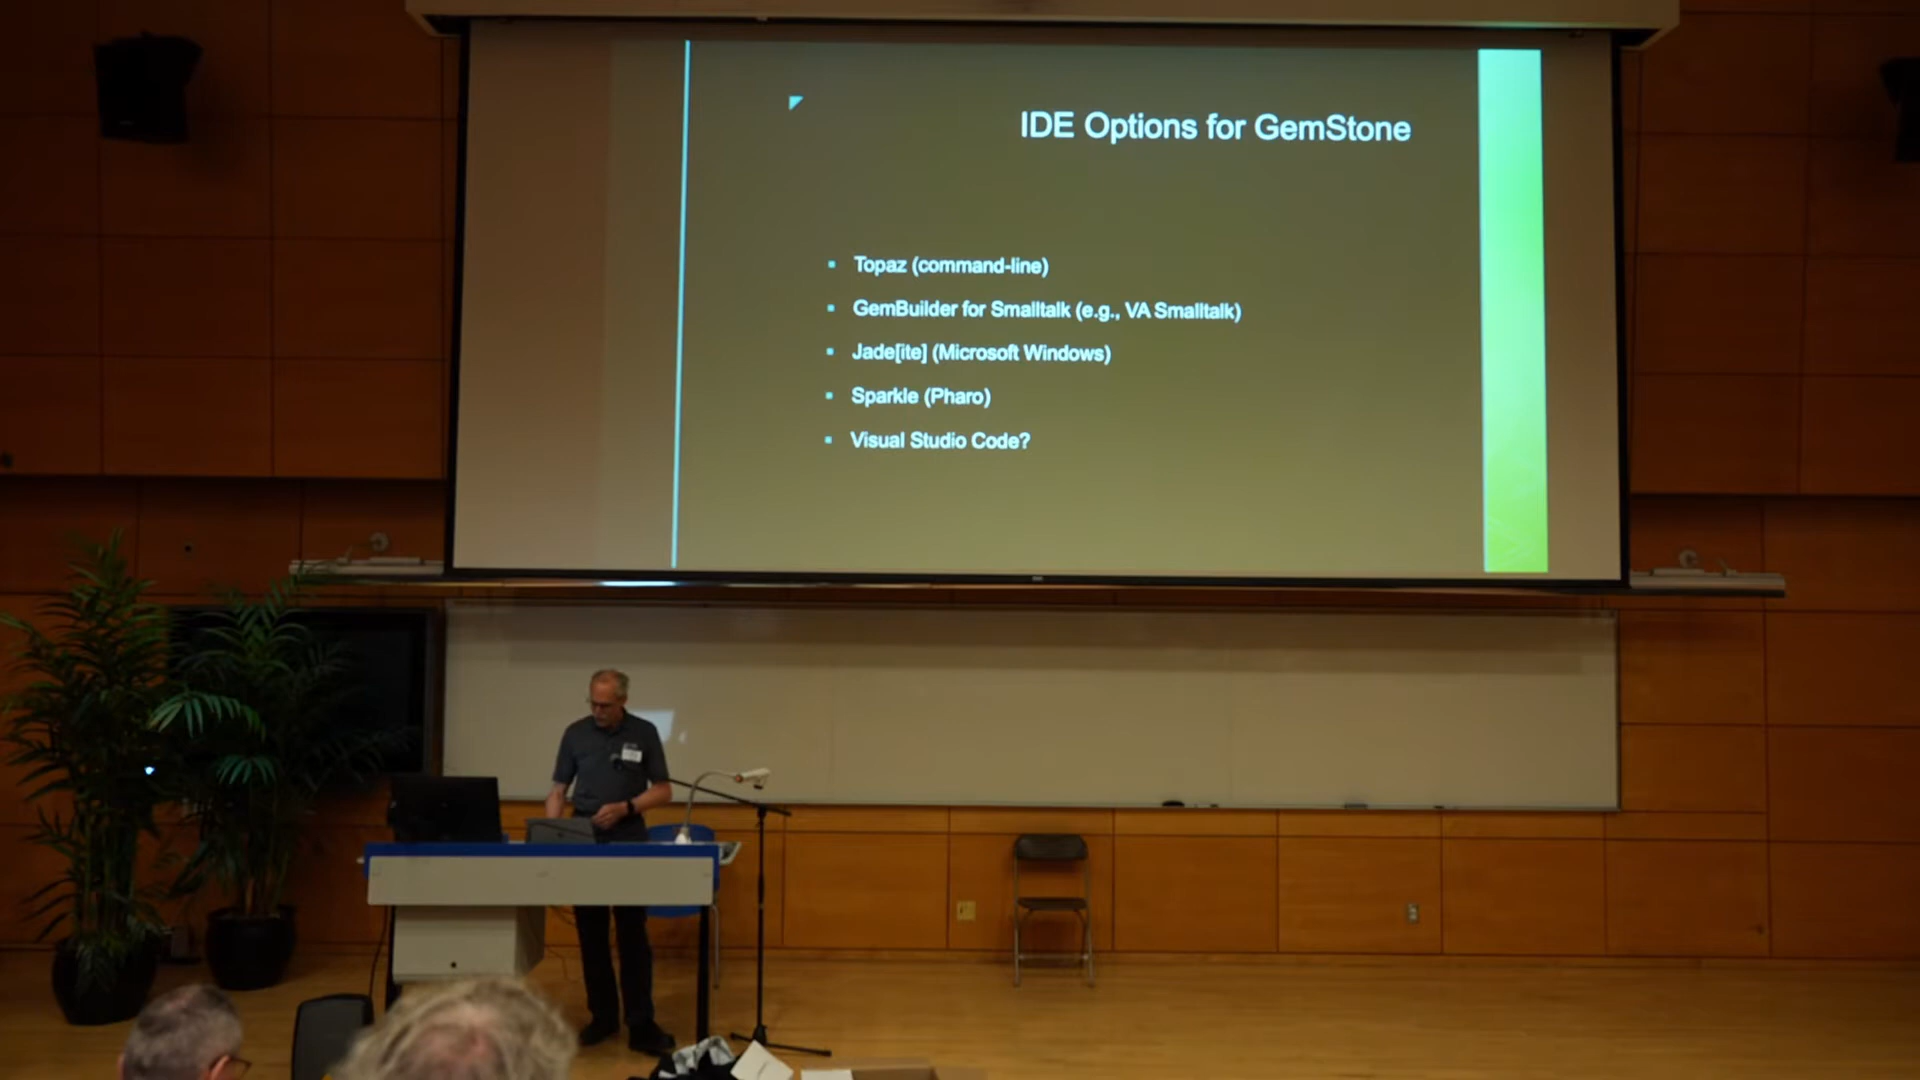 IDE Options for GemStone
▪ Topaz (command-line)
▪ GemBuilder for Smalltalk (e.g., VA Smalltalk)
▪ Jade[ite] (Microsoft Windows)
▪ Sparkle (Pharo)
▪ Visual Studio Code?